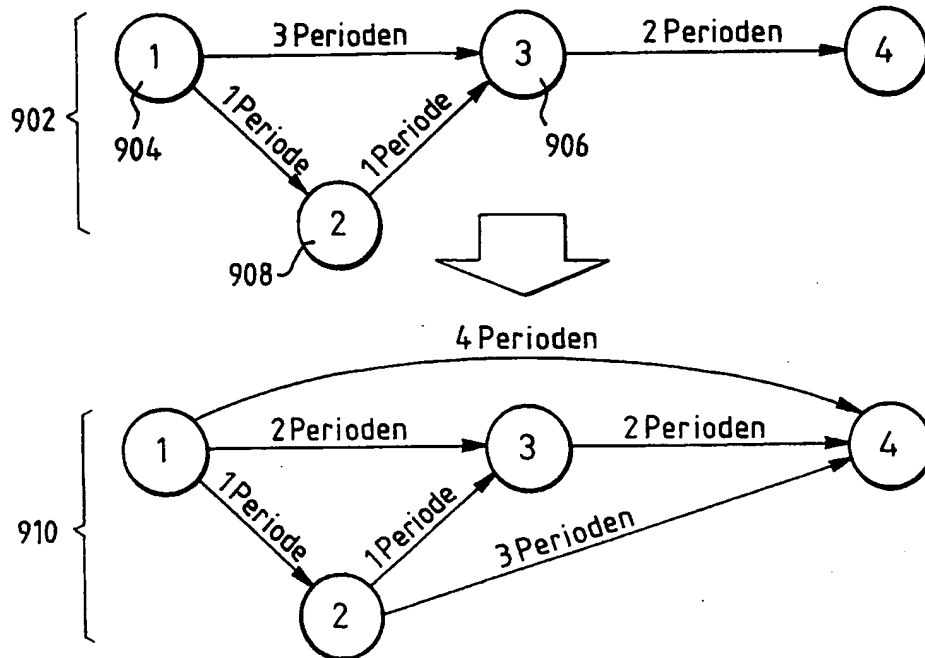 1
3 Perioden
3
2 Perioden
4
902
904
1 Periode
1 Periode
906
2
908
4 Perioden
1
2 Perioden
3
2 Perioden
4
910
1 Periode
1 Periode
3 Perioden
2